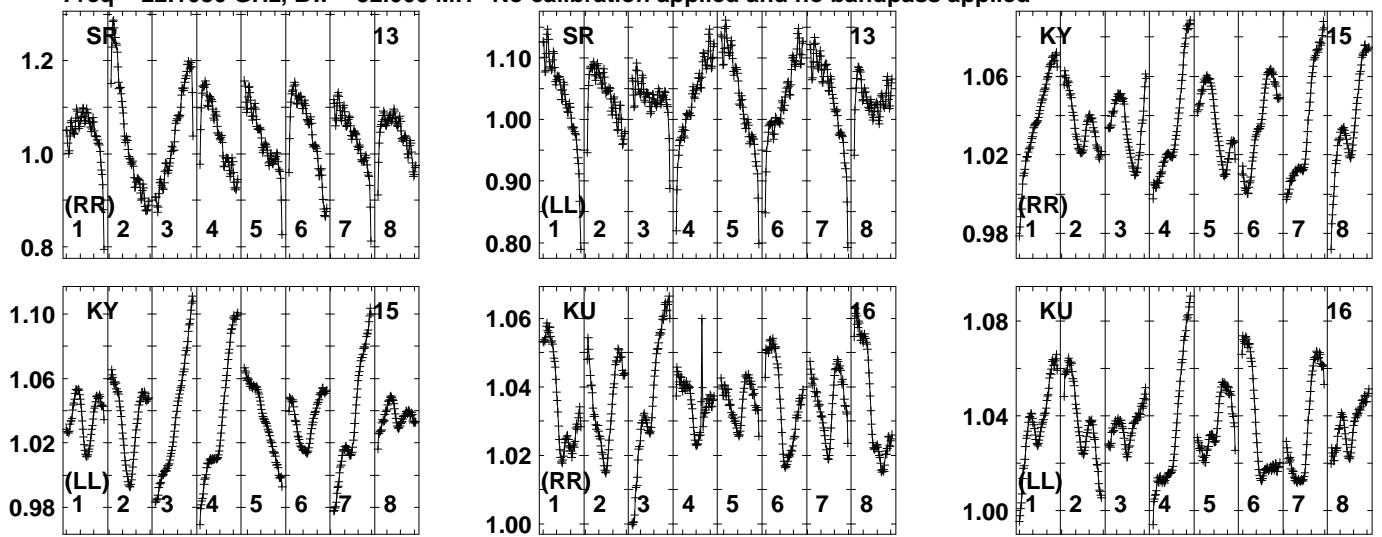 Freq = GHz, Bw = 32.000 MH No calibration applied and no bandpass applied
SR 13
1.2
1.0
0.8
(RR)
1 2 3 4 5 6 7 8
SR 13
1.10
1.00
0.90
0.80
(LL)
1 2 3 4 5 6 7 8
KY 15
1.06
1.02
0.98
(RR)
1 2 3 4 5 6 7 8
KY 15
1.10
1.06
1.02
0.98
(LL)
1 2 3 4 5 6 7 8
KU 16
1.06
1.04
1.02
1.00
(RR)
1 2 3 4 5 6 7 8
KU 16
1.08
1.04
1.00
(LL)
1 2 3 4 5 6 7 8